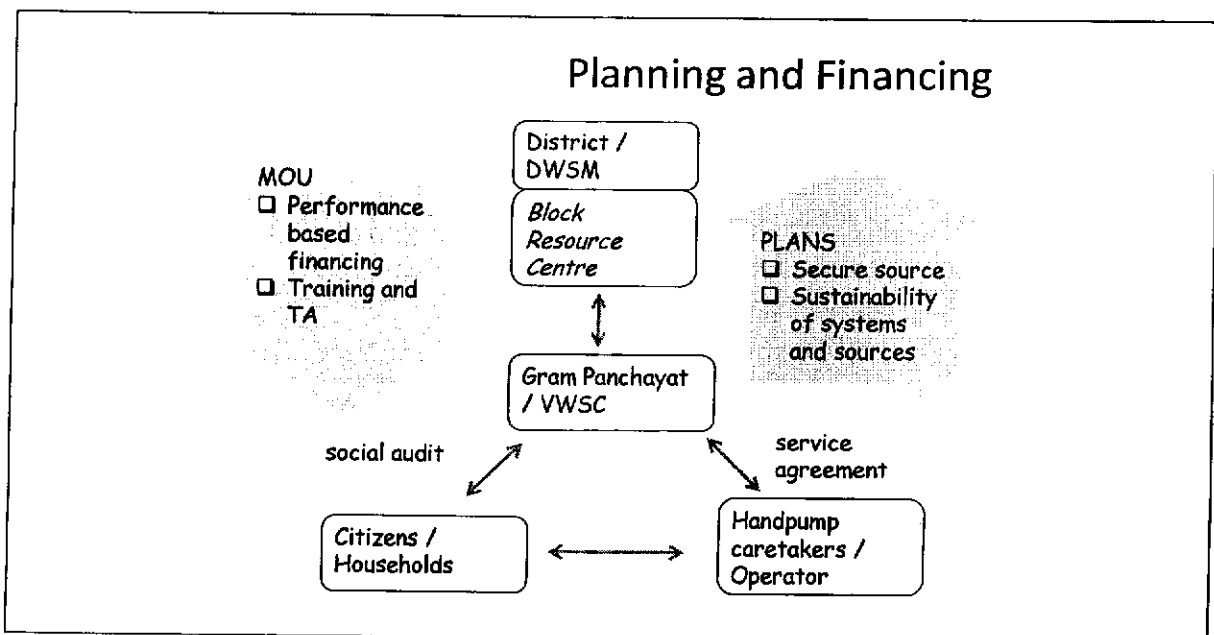 Planning and Financing
District /
DWSM
Block
Resource
Centre
MOU
❑ Performance
based
financing
❑ Training and
TA
PLANS
❑ Secure source
❑ Sustainability
of systems
and sources
Gram Panchayat
/ VWSC
social audit
service
agreement
Citizens /
Households
Handpump
caretakers /
Operator